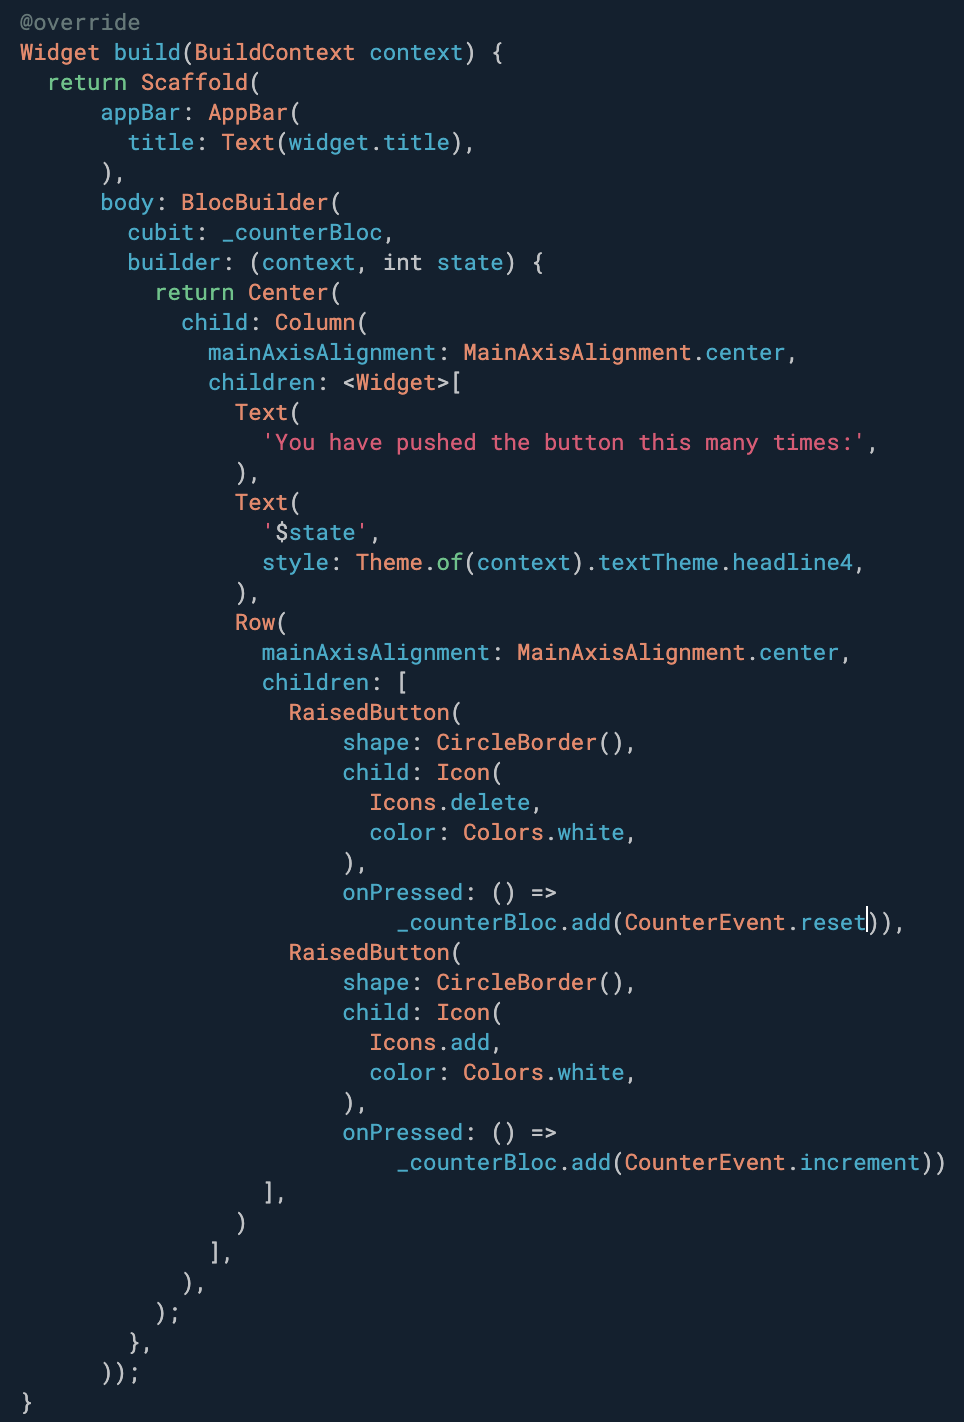 @override
Widget build(BuildContext context) {
  return Scaffold(
      appBar: AppBar(
        title: Text(widget.title),
      ),
      body: BlocBuilder(
        cubit: _counterBloc,
        builder: (context, int state) {
          return Center(
            child: Column(
              mainAxisAlignment: MainAxisAlignment.center,
              children: <Widget>[
                Text(
                  'You have pushed the button this many times:',
                ),
                Text(
                  '$state',
                  style: Theme.of(context).textTheme.headline4,
                ),
                Row(
                  mainAxisAlignment: MainAxisAlignment.center,
                  children: [
                    RaisedButton(
                        shape: CircleBorder(),
                        child: Icon(
                          Icons.delete,
                          color: Colors.white,
                        ),
                        onPressed: () =>
                            _counterBloc.add(CounterEvent.reset)),
                    RaisedButton(
                        shape: CircleBorder(),
                        child: Icon(
                          Icons.add,
                          color: Colors.white,
                        ),
                        onPressed: () =>
                            _counterBloc.add(CounterEvent.increment))
                  ],
                )
              ],
            ),
          );
        },
      ));
}